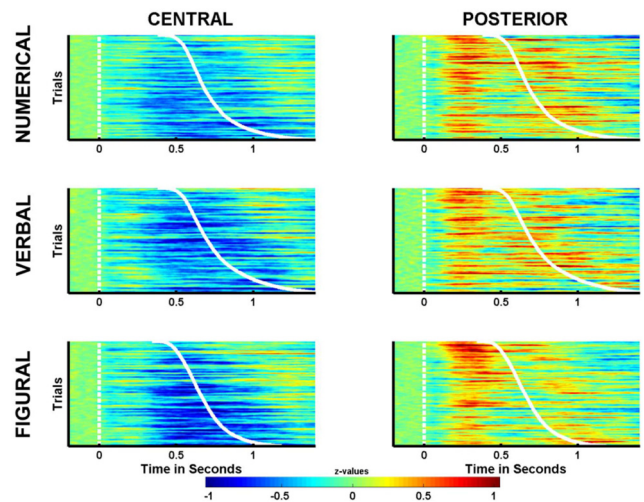 CENTRAL POSTERIOR
NUMERICAL
Trials
0 0.5 1 0 0.5 1
VERBAL
Trials
0 0.5 1 0 0.5 1
FIGURAL
Trials
0 0.5 1 0 0.5 1
Time in Seconds z-values Time in Seconds
-1 -0.5 0 0.5 1